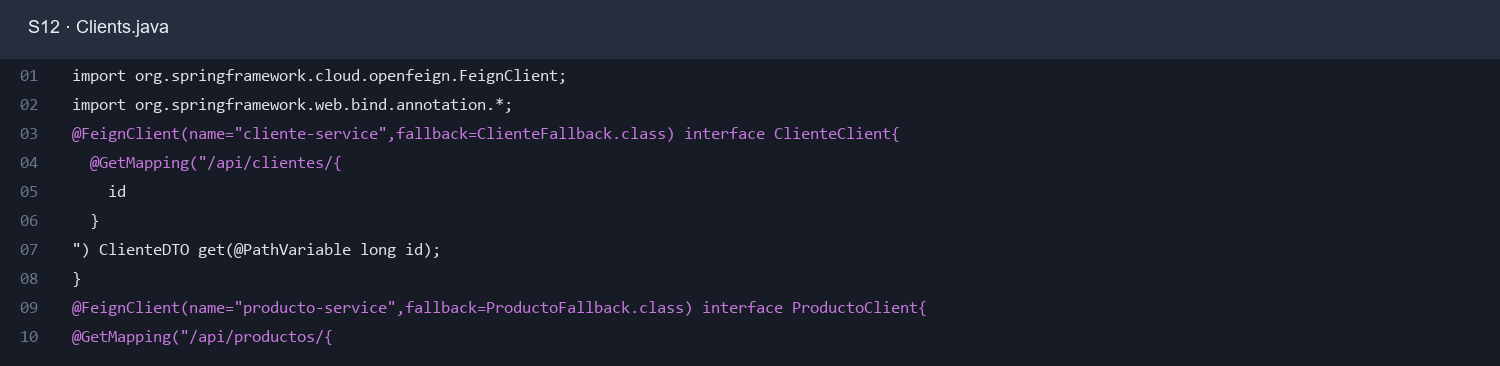 S12 · Clients.java
01 import org.springframework.cloud.openfeign.FeignClient;
02 import org.springframework.web.bind.annotation.*;
03 @FeignClient(name="cliente-service",fallback=ClienteFallback.class) interface ClienteClient{
04   @GetMapping("/api/clientes/{
05     id
06   }
07 ") ClienteDTO get(@PathVariable long id);
08 }
09 @FeignClient(name="producto-service",fallback=ProductoFallback.class) interface ProductoClient{
10 @GetMapping("/api/productos/{